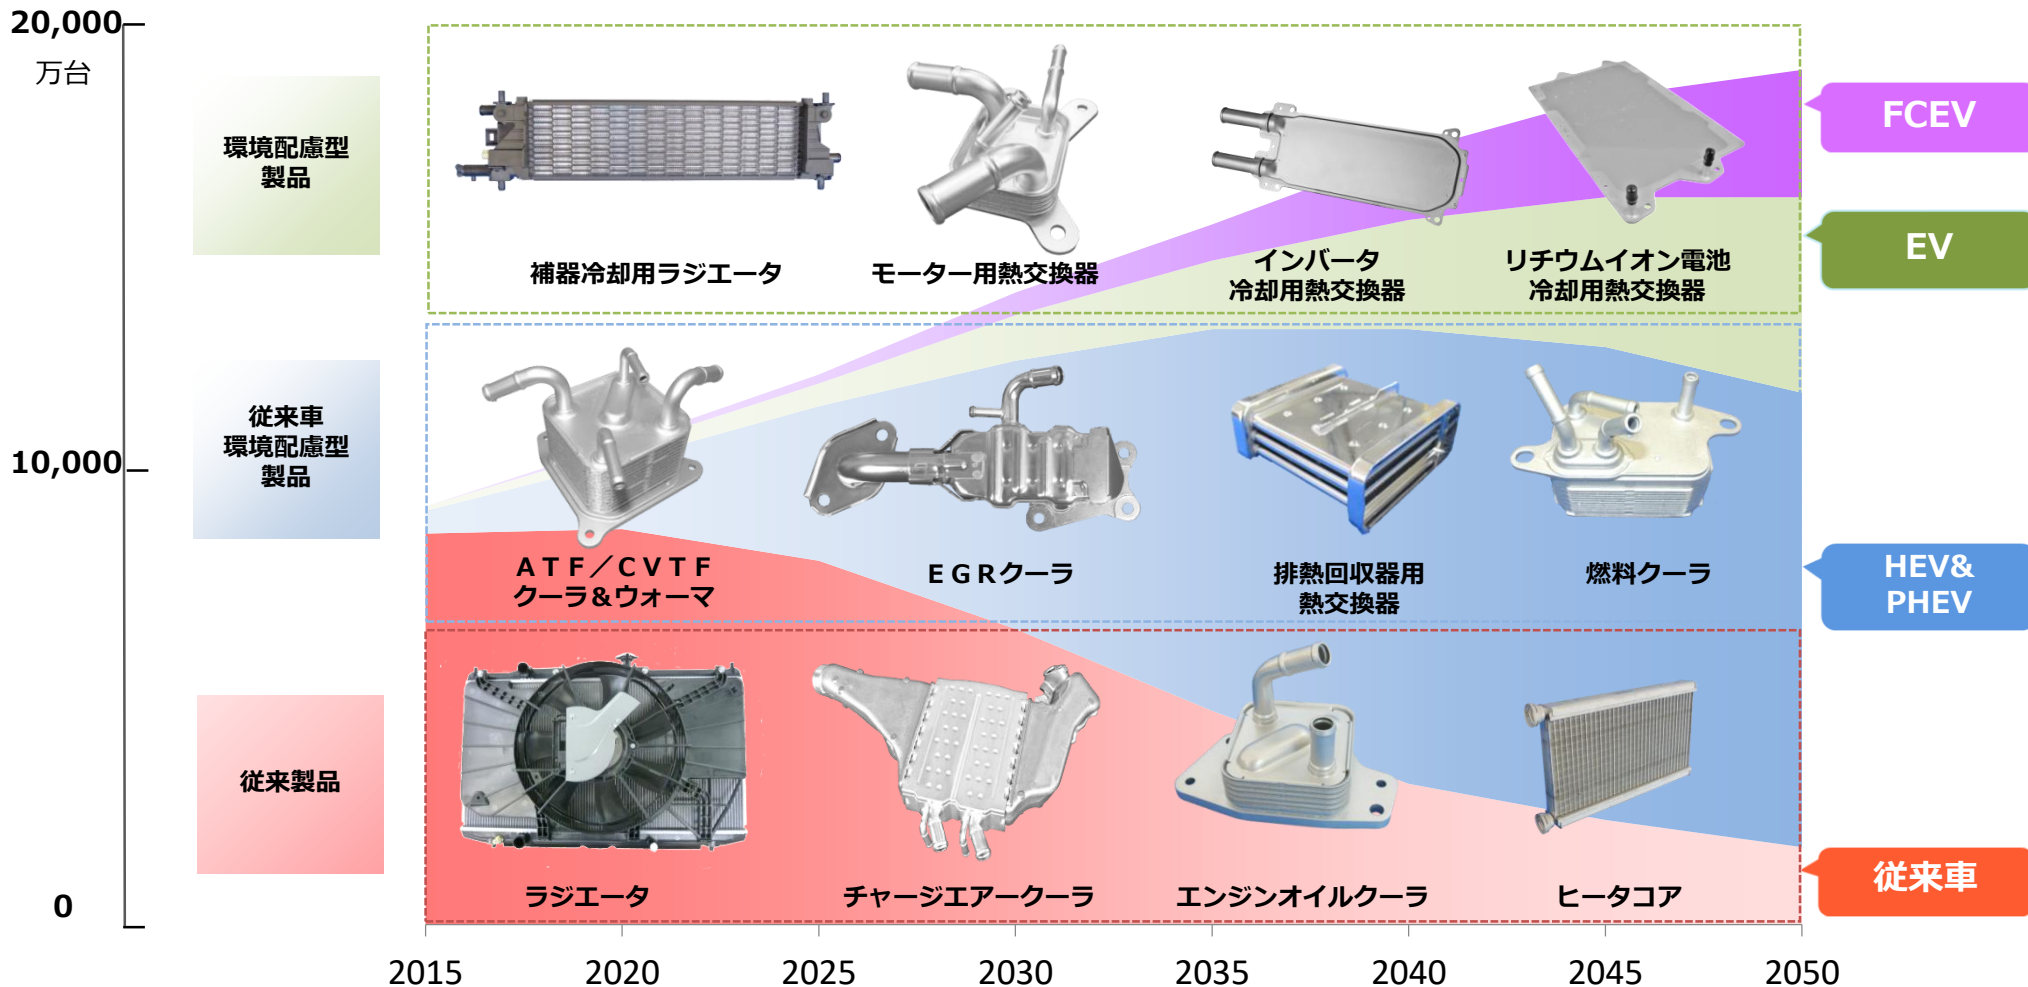 20,000
万台
10,000
0
環境配慮型
製品
補器冷却用ラジエータ
モーター用熱交換器
インバータ
冷却用熱交換器
リチウムイオン電池
冷却用熱交換器
FCEV
EV
従来車
環境配慮型
製品
ＡＴＦ／ＣＶＴＦ
クーラ&ウォーマ
ＥＧＲクーラ
排熱回収器用
熱交換器
燃料クーラ
HEV&
PHEV
従来製品
ラジエータ
チャージエアークーラ
エンジンオイルクーラ
ヒータコア
従来車
2015
2020
2025
2030
2035
2040
2045
2050